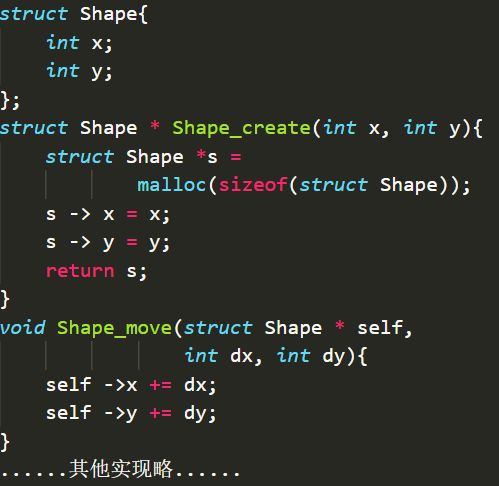 struct Shape{
    int x;
    int y;
};
struct Shape * Shape_create(int x, int y){
    struct Shape *s =
            malloc(sizeof(struct Shape));
    s -> x = x;
    s -> y = y;
    return s;
}
void Shape_move(struct Shape * self,
                int dx, int dy){
    self ->x += dx;
    self ->y += dy;
}
......其他实现略......